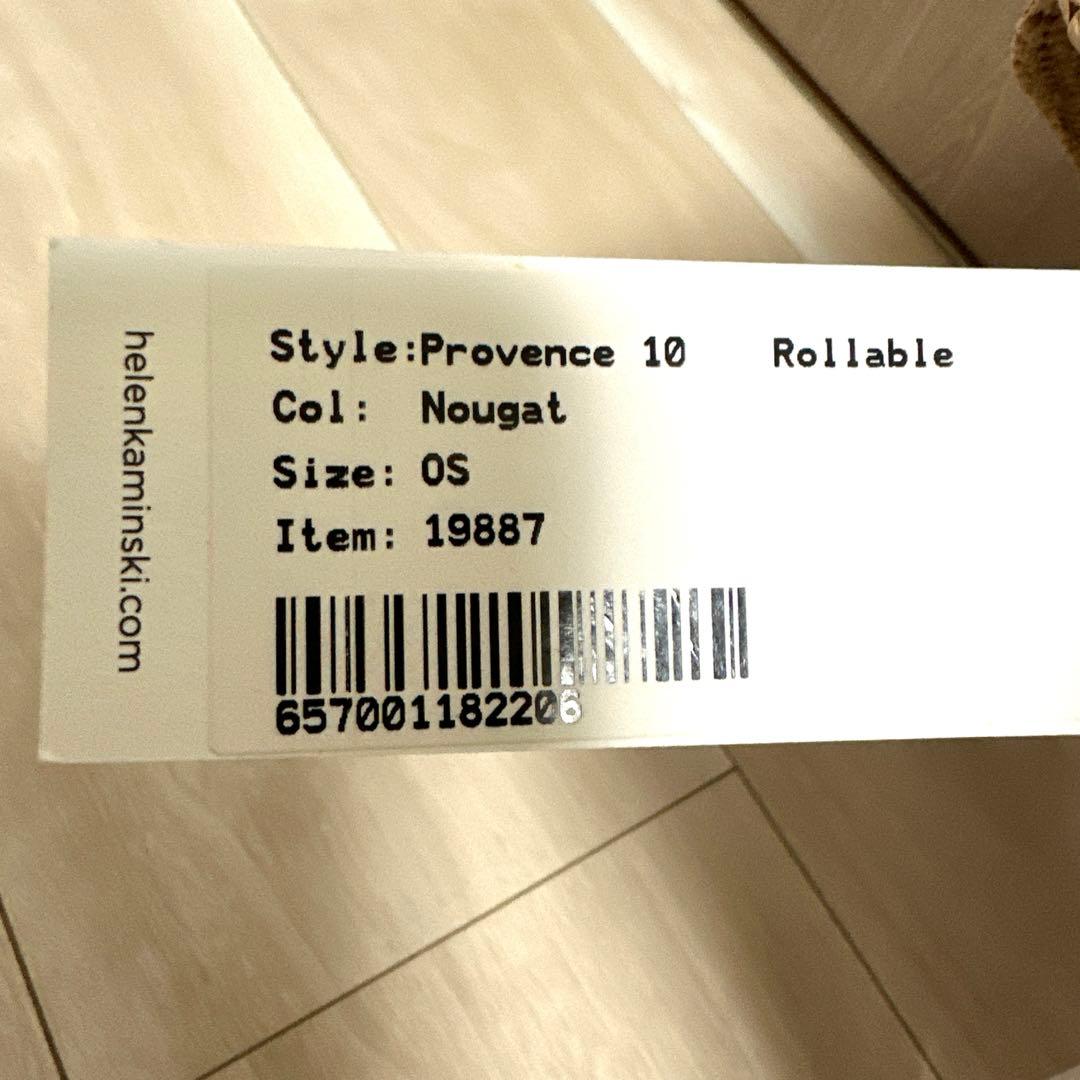 helenkaminski.com
Style:Provence 10 Rollable
Col: Nougat
Size: OS
Item: 19887
657001182206